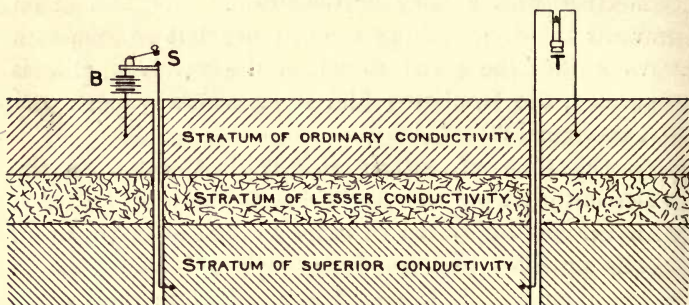 S
B
T
STRATUM OF ORDINARY CONDUCTIVITY.
STRATUM OF LESSER CONDUCTIVITY.
STRATUM OF SUPERIOR CONDUCTIVITY